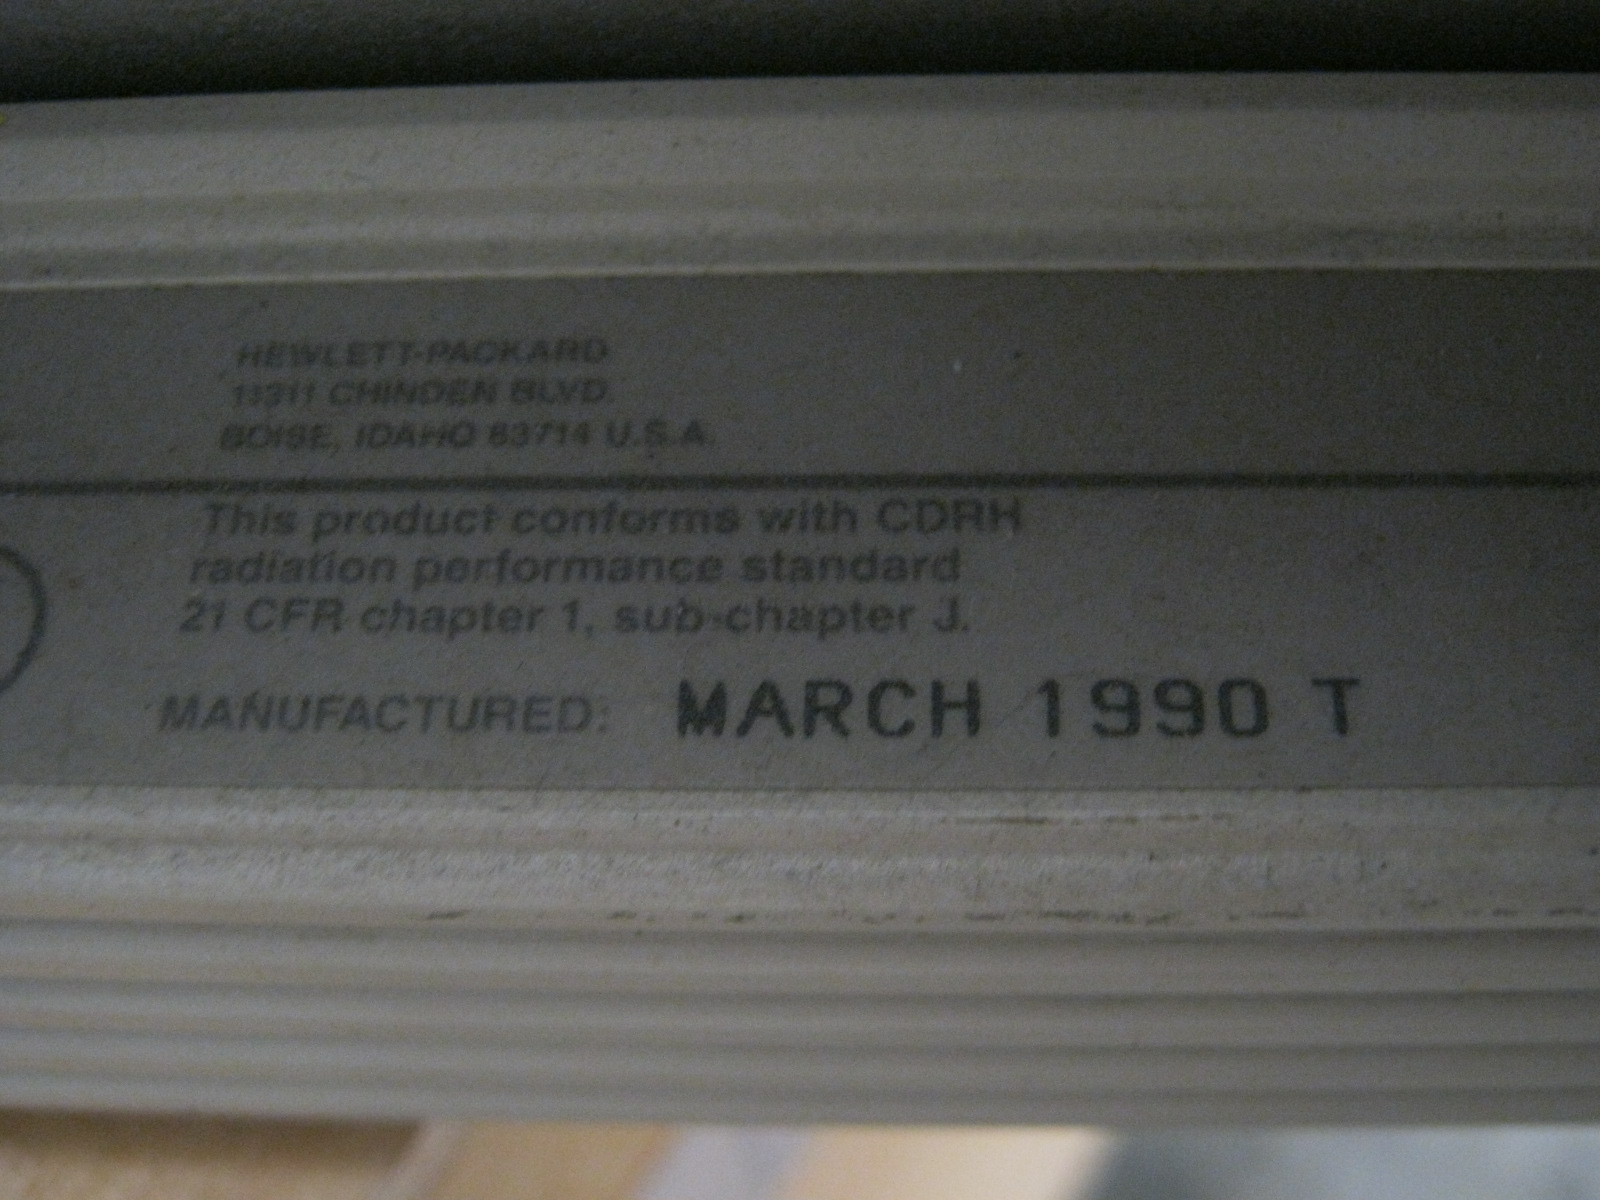 HEWLETT-PACKARD
11311 CHINDEN BLVD.
BOISE, IDAHO 83714 U.S.A.
This product conforms with CDRH
radiation performance standard
21 CFR chapter 1, sub-chapter J.
MANUFACTURED: MARCH 1990 T